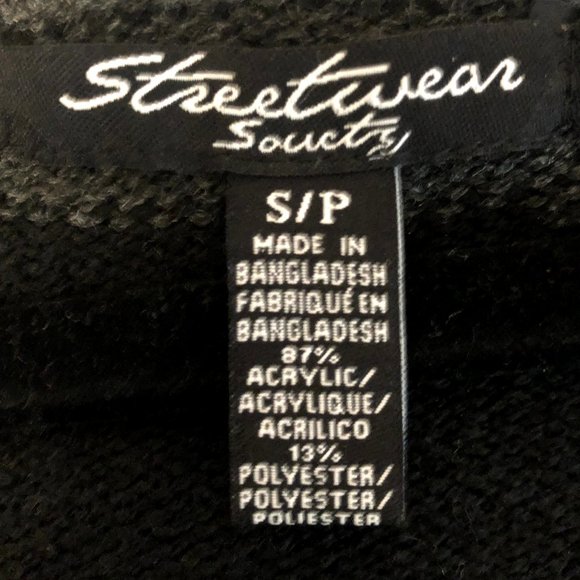 Streetwear
Society
S/P
MADE IN
BANGLADESH
FABRIQUÉ EN
BANGLADESH
87%
ACRYLIC/
ACRYLIQUE/
ACRILICO
13%
POLYESTER/
POLYESTER/
POLIESTER